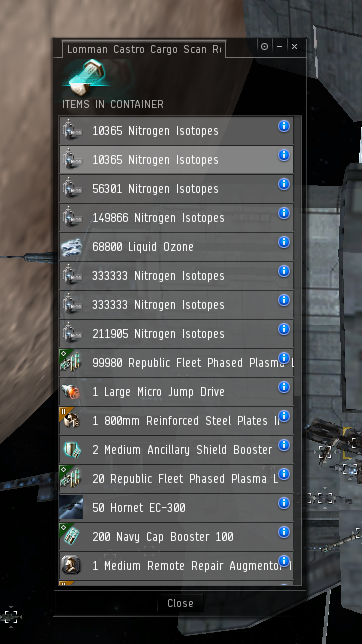 Lomman Castro Cargo Scan R
ITEMS IN CONTAINER
10365 Nitrogen Isotopes
10365 Nitrogen Isotopes
56301 Nitrogen Isotopes
149866 Nitrogen Isotopes
68800 Liquid Ozone
333333 Nitrogen Isotopes
333333 Nitrogen Isotopes
211905 Nitrogen Isotopes
99980 Republic Fleet Phased Plasma L
1 Large Micro Jump Drive
1 800mm Reinforced Steel Plates II
2 Medium Ancillary Shield Booster
20 Republic Fleet Phased Plasma L
50 Hornet EC-300
200 Navy Cap Booster 100
1 Medium Remote Repair Augmentor
Close